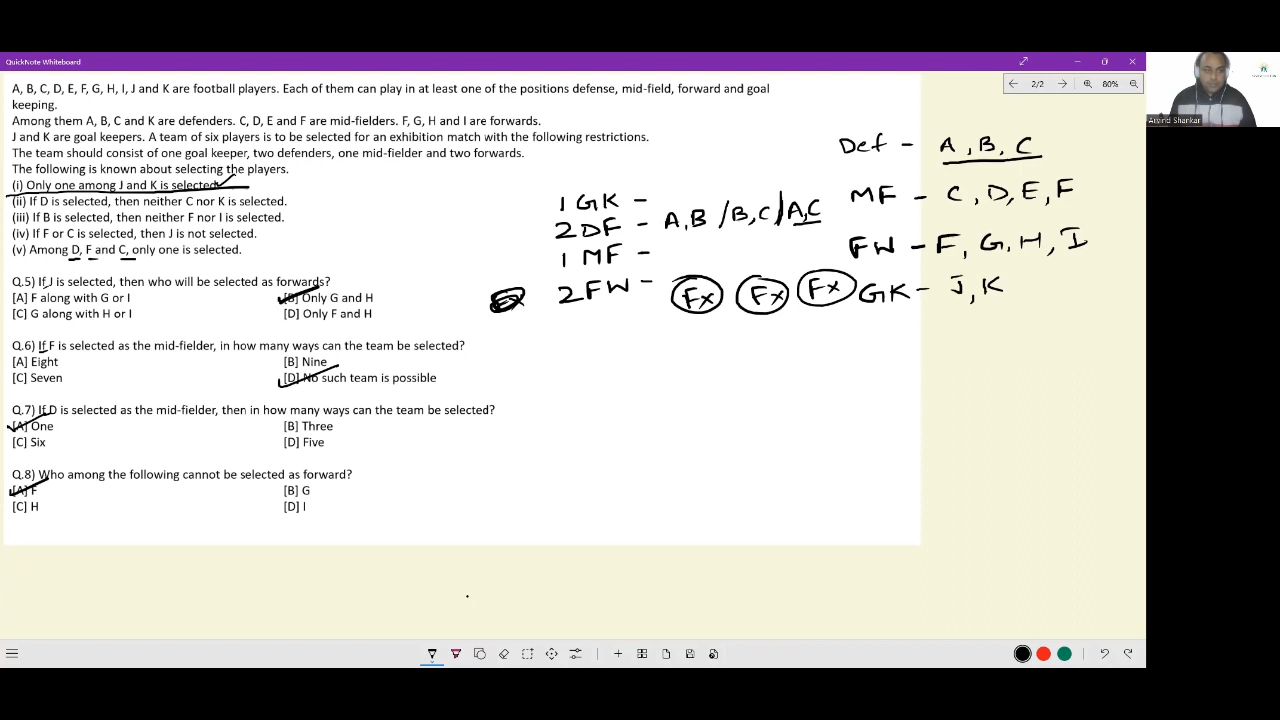 QuickNote Whiteboard
2/2
80%
A, B, C, D, E, F, G, H, I, J and K are football players. Each of them can play in at least one of the positions defense, mid-field, forward and goal
keeping.
Among them A, B, C and K are defenders. C, D, E and F are mid-fielders. F, G, H and I are forwards.
J and K are goal keepers. A team of six players is to be selected for an exhibition match with the following restrictions.
The team should consist of one goal keeper, two defenders, one mid-fielder and two forwards.
The following is known about selecting the players.
(i) Only one among J and K is selected.
(ii) If D is selected, then neither C nor K is selected.
(iii) If B is selected, then neither F nor I is selected.
(iv) If F or C is selected, then J is not selected.
(v) Among D, F and C, only one is selected.
Q.5) If J is selected, then who will be selected as forwards?
[A] F along with G or I
[B] Only G and H
[C] G along with H or I
[D] Only F and H
Q.6) If F is selected as the mid-fielder, in how many ways can the team be selected?
[A] Eight
[B] Nine
[C] Seven
[D] No such team is possible
Q.7) If D is selected as the mid-fielder, then in how many ways can the team be selected?
[A] One
[B] Three
[C] Six
[D] Five
Q.8) Who among the following cannot be selected as forward?
[A] F
[B] G
[C] H
[D] I
1 GK -
2 DF - A, B / B, C / A, C
1 MF -
2 FW -
Fx Fx Fx
Def - A, B, C
MF - C, D, E, F
FW - F, G, H, I
GK - J, K
Arvind Shankar